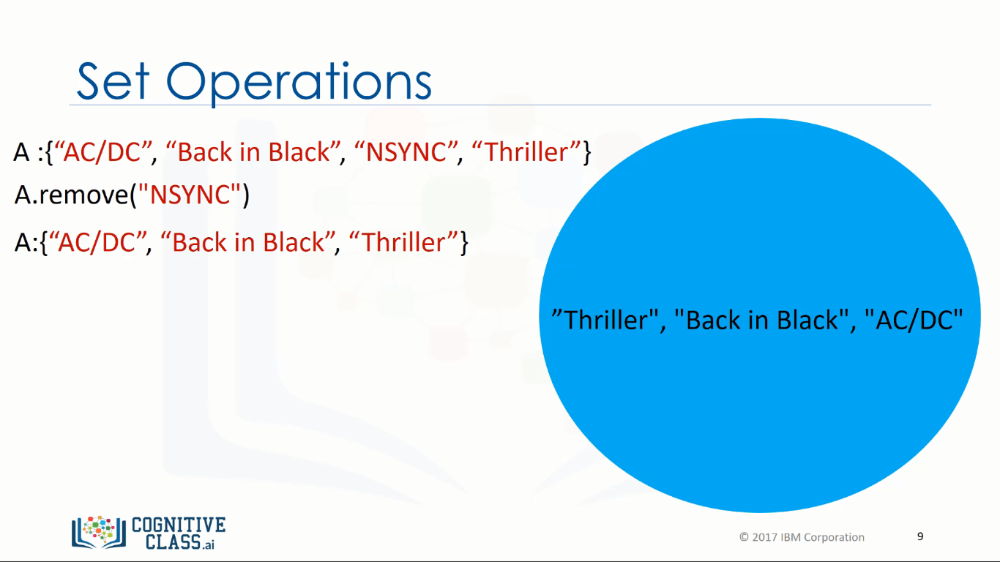 Set Operations
A :{“AC/DC”, “Back in Black”, “NSYNC”, “Thriller”}
A.remove("NSYNC")
A:{“AC/DC”, “Back in Black”, “Thriller”}
”Thriller", "Back in Black", "AC/DC"
COGNITIVE
CLASS.ai
© 2017 IBM Corporation
9